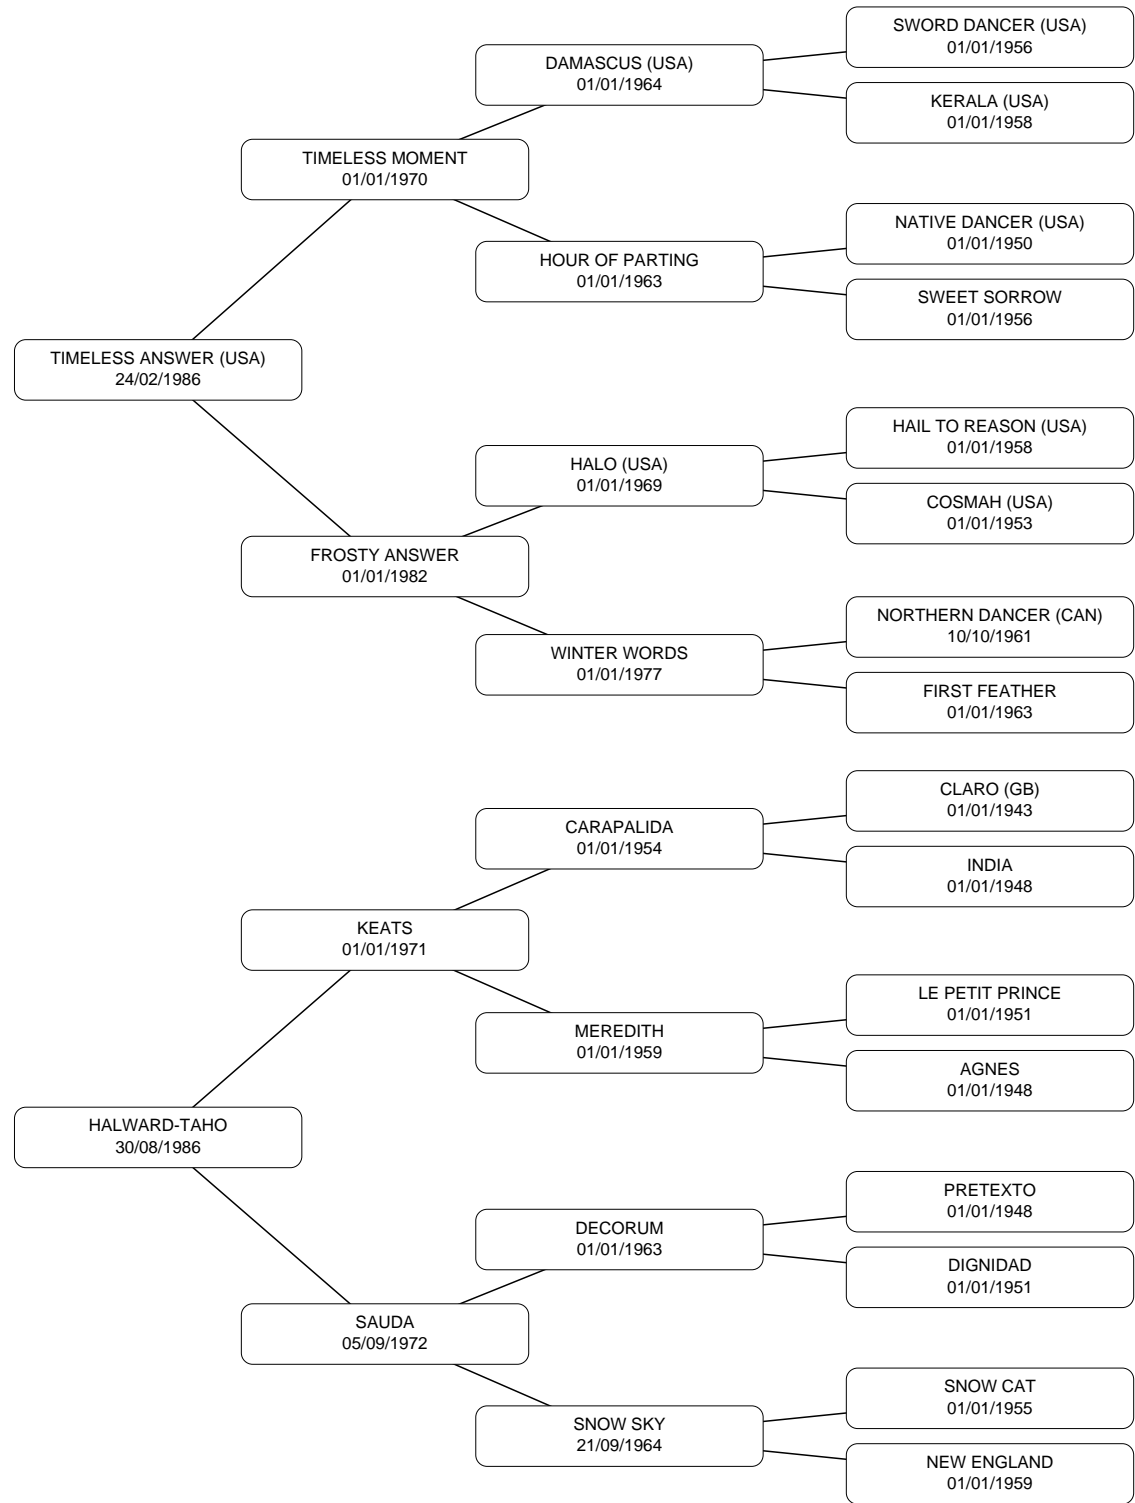 SWORD DANCER (USA)
01/01/1956
DAMASCUS (USA)
01/01/1964
KERALA (USA)
01/01/1958
TIMELESS MOMENT
01/01/1970
NATIVE DANCER (USA)
01/01/1950
HOUR OF PARTING
01/01/1963
SWEET SORROW
01/01/1956
TIMELESS ANSWER (USA)
24/02/1986
HAIL TO REASON (USA)
01/01/1958
HALO (USA)
01/01/1969
COSMAH (USA)
01/01/1953
FROSTY ANSWER
01/01/1982
NORTHERN DANCER (CAN)
10/10/1961
WINTER WORDS
01/01/1977
FIRST FEATHER
01/01/1963
CLARO (GB)
01/01/1943
CARAPALIDA
01/01/1954
INDIA
01/01/1948
KEATS
01/01/1971
LE PETIT PRINCE
01/01/1951
MEREDITH
01/01/1959
AGNES
01/01/1948
HALWARD-TAHO
30/08/1986
PRETEXTO
01/01/1948
DECORUM
01/01/1963
DIGNIDAD
01/01/1951
SAUDA
05/09/1972
SNOW CAT
01/01/1955
SNOW SKY
21/09/1964
NEW ENGLAND
01/01/1959